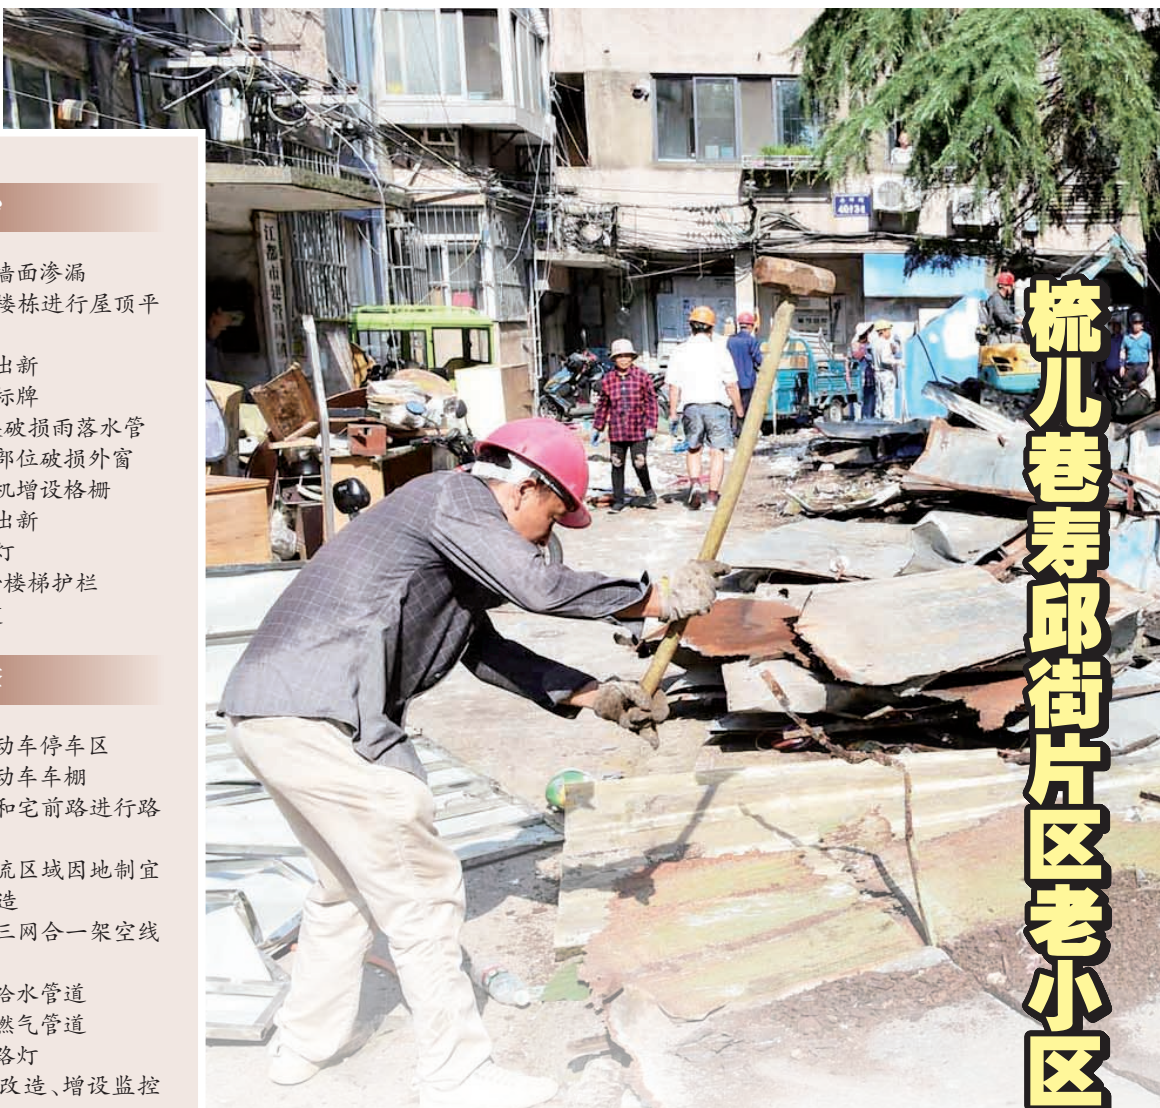 墙面渗漏
楼栋进行屋顶平
出新
标牌
破损雨落水管
部位破损外窗
机增设格栅
出新
灯
楼梯护栏
动车停车区
动车车棚
和宅前路进行路
流区域因地制宜
造
三网合一架空线
给水管道
燃气管道
路灯
改造、增设监控
江都市建管局
梳儿巷寿邱街片区老小区